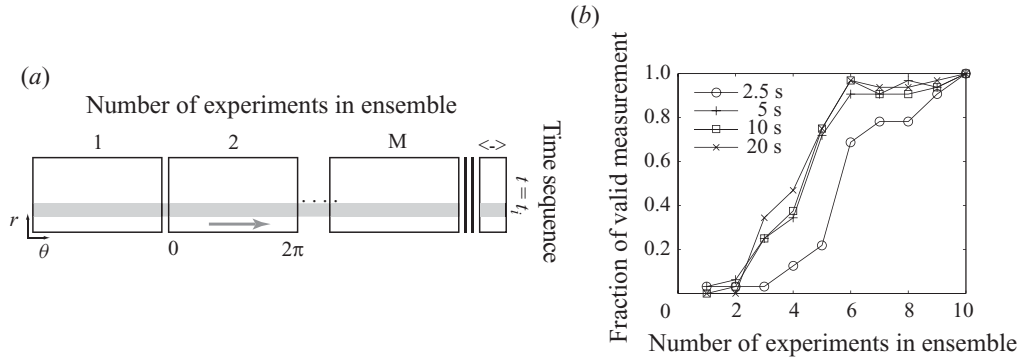 (a)
Number of experiments in ensemble
1 2 M <->
r
θ
0 2π
. . . .
t = tᵢ
Time sequence
(b)
Fraction of valid measurement
1.0
0.8
0.6
0.4
0.2
0 2 4 6 8 10
2.5 s
5 s
10 s
20 s
Number of experiments in ensemble